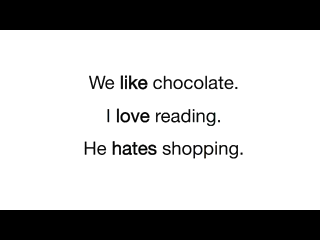 We like chocolate.
I love reading.
He hates shopping.